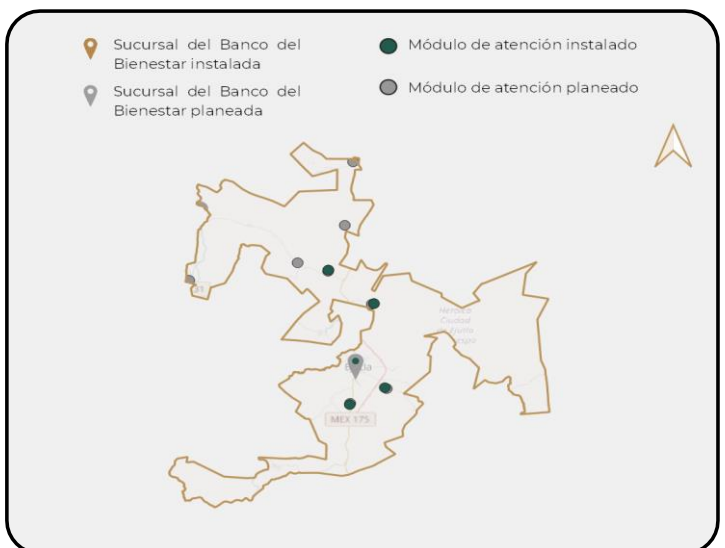 Sucursal del Banco del
Bienestar instalada
Módulo de atención instalado
Sucursal del Banco del
Bienestar planeada
Módulo de atención planeado
Ciudad
MEX 175